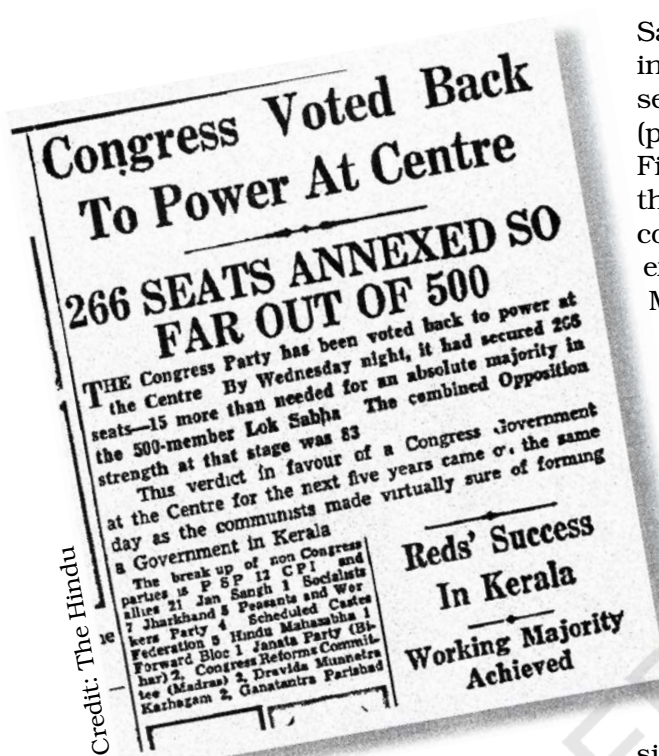 Congress Voted Back
To Power At Centre
266 SEATS ANNEXED SO
FAR OUT OF 500
THE Congress Party has been voted back to power at
the Centre By Wednesday night, it had secured 266
seats—15 more than needed for an absolute majority in
the 500-member Lok Sabha The combined Opposition
strength at that stage was 83
This verdict in favour of a Congress Government
at the Centre for the next five years came on the same
day as the communists made virtually sure of forming
a Government in Kerala
The break up of non Congress
parties is P S P 12 C P I and
allies 21 Jan Sangh 1 Socialists
7 Jharkhand 5 Peasants and Wor
kers Party 4 Scheduled Castes
Federation 5 Hindu Mahasabha 1
Forward Bloc 1 Janata Party (Bi-
har) 2, Congress Reforms Commit-
tee (Madras) 2, Dravida Munnetra
Kazhagam 2, Ganatantra Parishad
Reds' Success
In Kerala
Working Majority
Achieved
Credit: The Hindu
Sa
in
se
(p
Fi
th
co
e
M
si